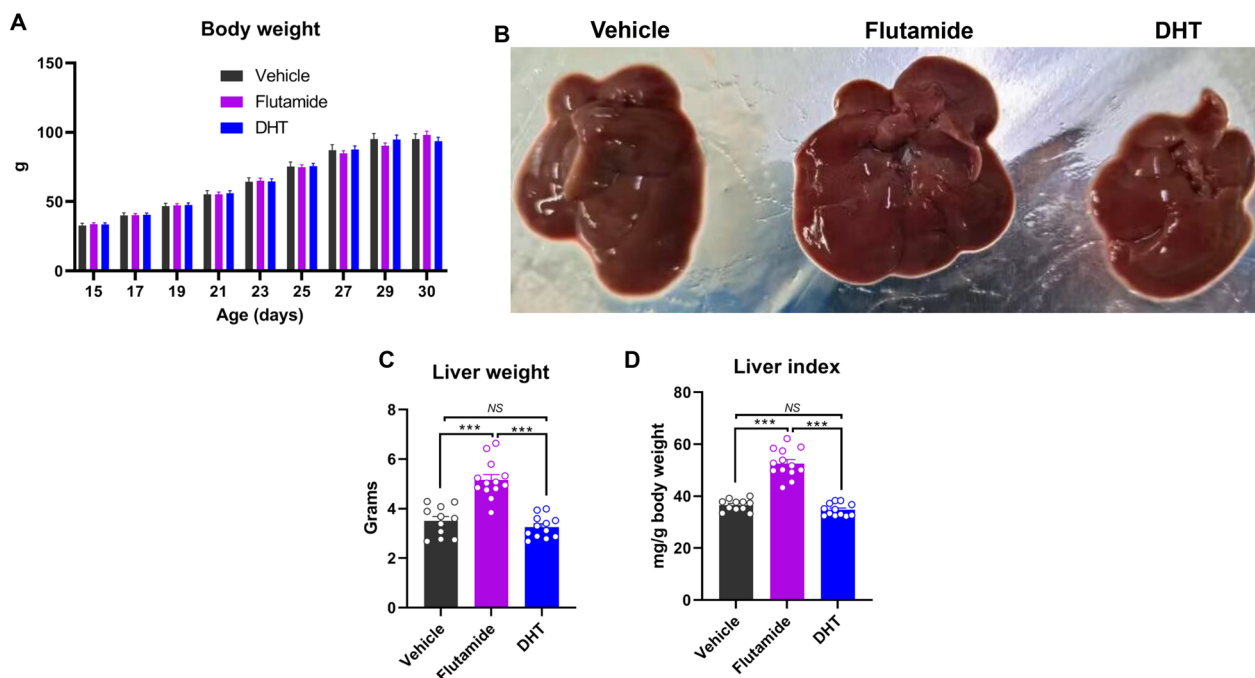 A
Body weight
150
100
50
0
g
Vehicle
Flutamide
DHT
15 17 19 21 23 25 27 29 30
Age (days)
B
Vehicle Flutamide DHT
C
Liver weight
8
6
4
2
0
Grams
NS
*** ***
Vehicle
Flutamide
DHT
D
Liver index
80
60
40
20
0
mg/g body weight
NS
*** ***
Vehicle
Flutamide
DHT